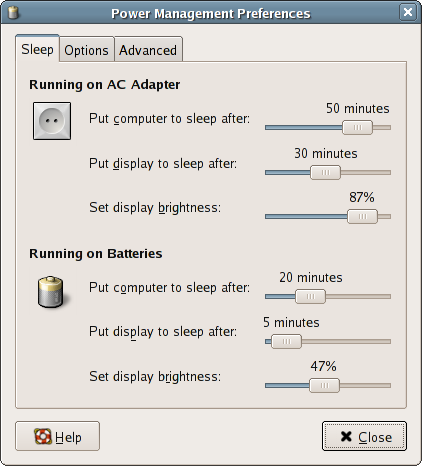 Power Management Preferences
Sleep Options Advanced
Running on AC Adapter
50 minutes
Put computer to sleep after:
30 minutes
Put display to sleep after:
87%
Set display brightness:
Running on Batteries
20 minutes
Put computer to sleep after:
5 minutes
Put display to sleep after:
47%
Set display brightness:
Help Close